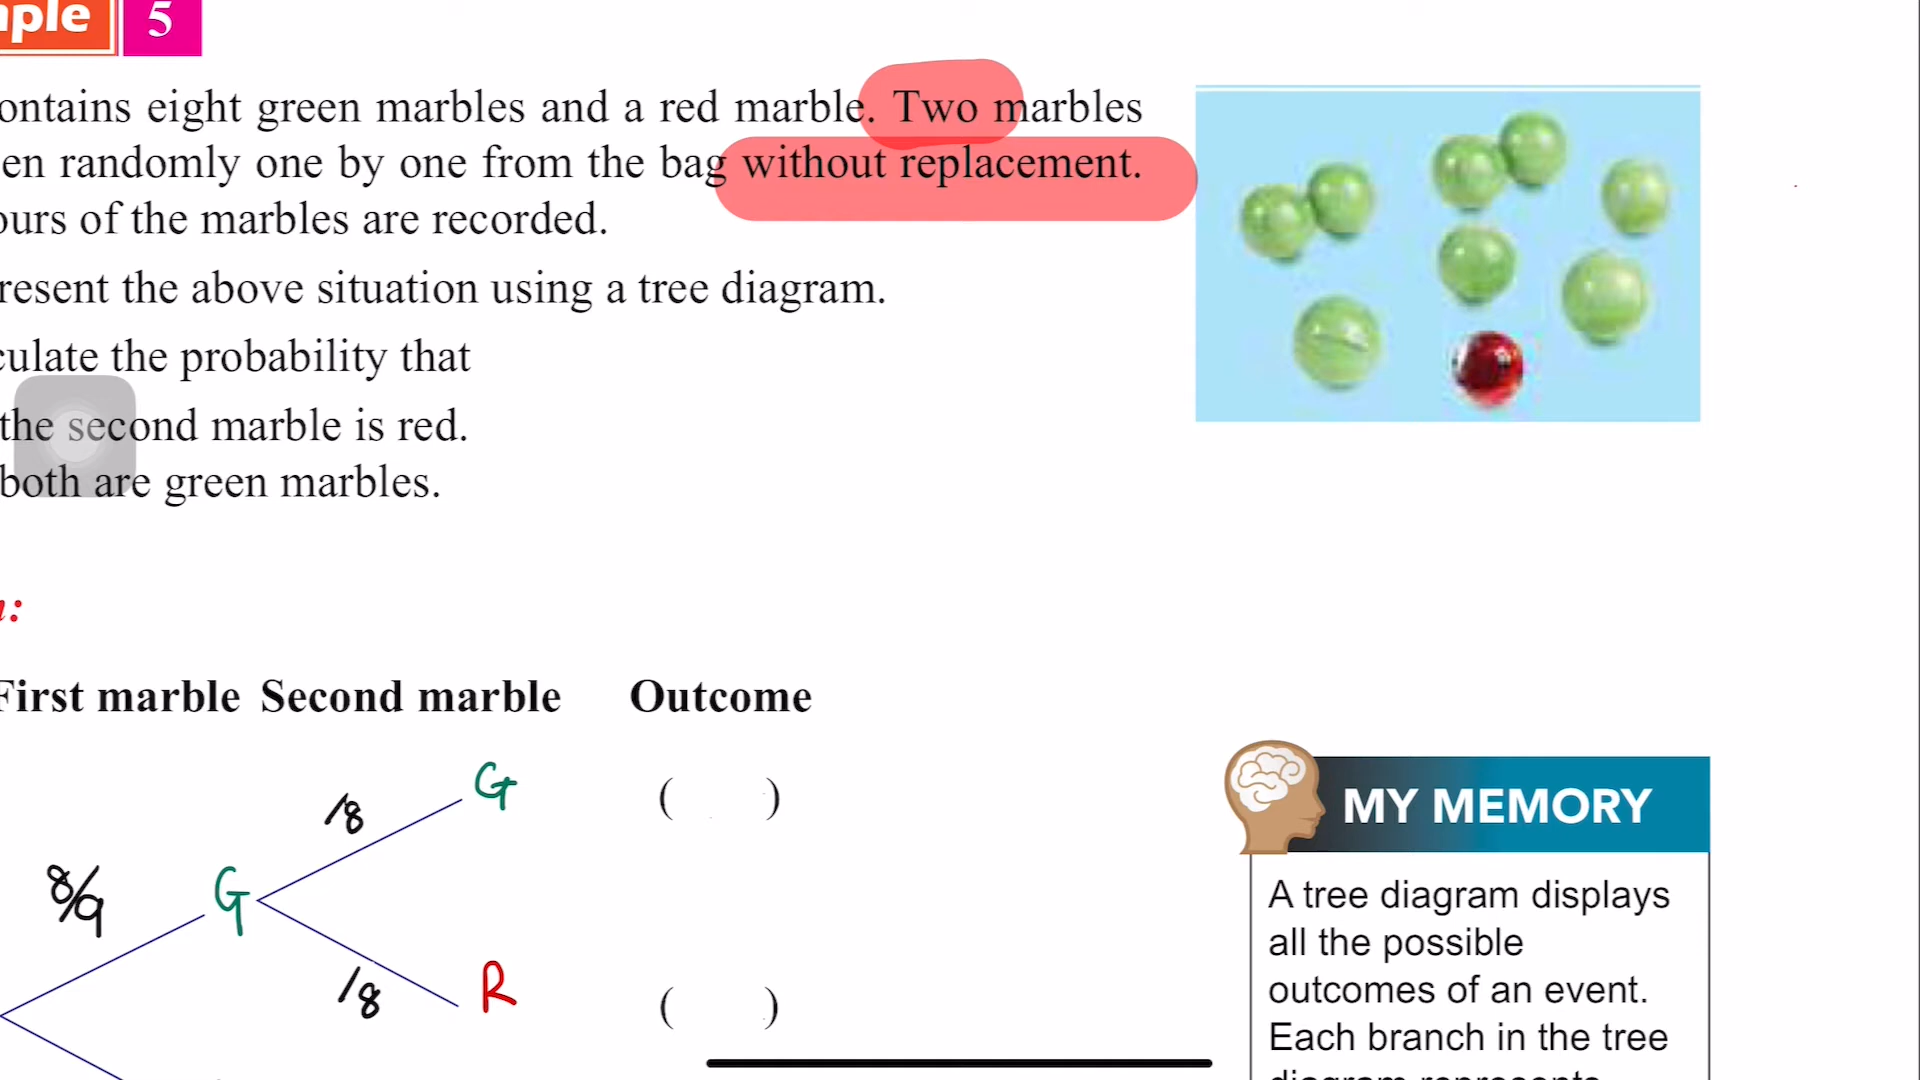 mple 5
ontains eight green marbles and a red marble. Two marbles
en randomly one by one from the bag without replacement.
ours of the marbles are recorded.
resent the above situation using a tree diagram.
culate the probability that
the second marble is red.
both are green marbles.
n:
First marble Second marble Outcome
/8 G ( )
8/9 G
/8 R ( )
MY MEMORY
A tree diagram displays
all the possible
outcomes of an event.
Each branch in the tree
diagram represents